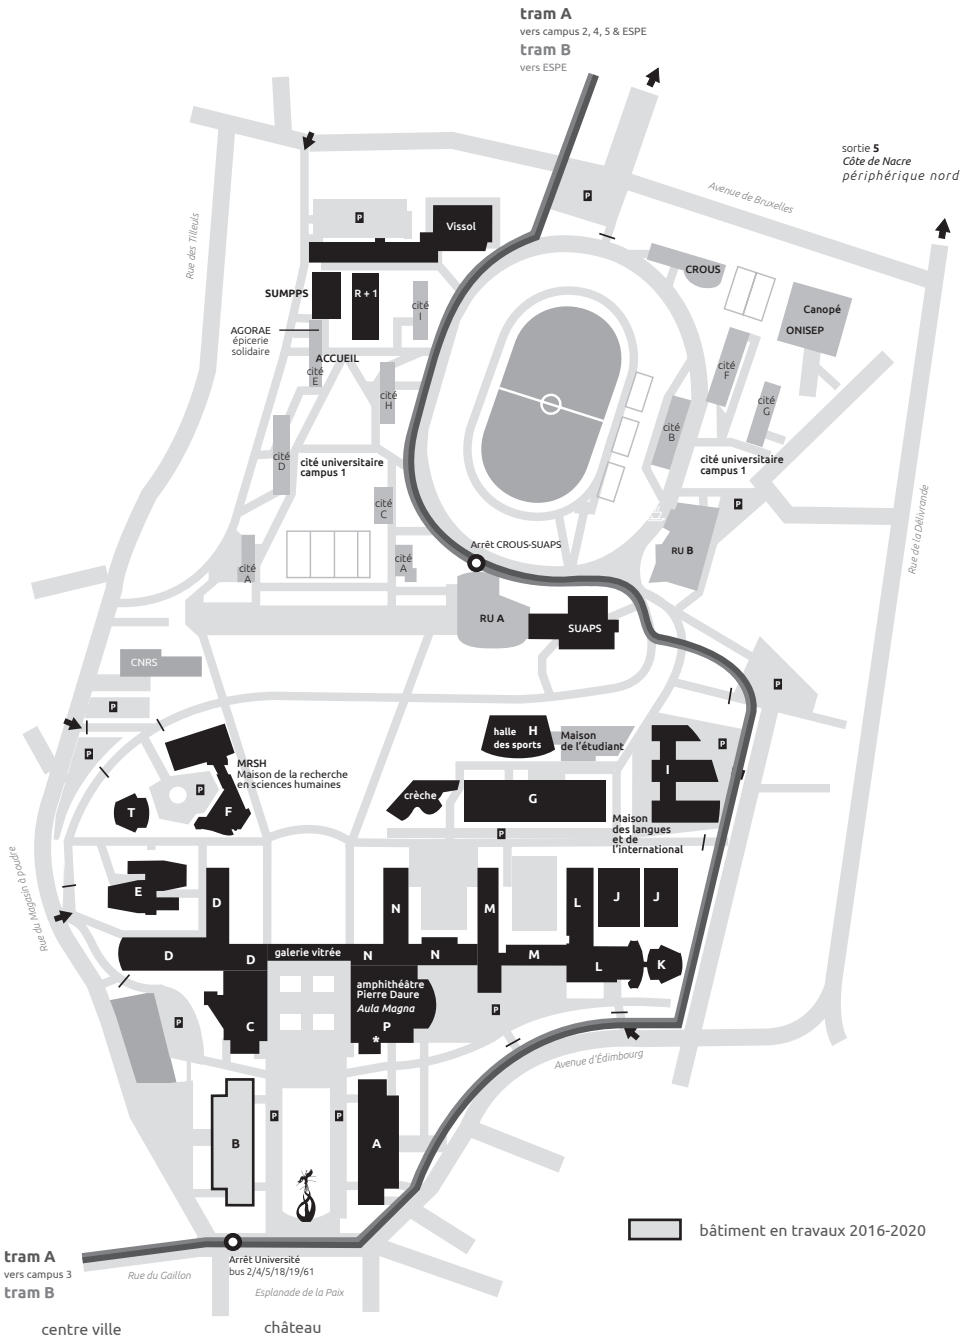 tram A
vers campus 2, 4, 5 & ESPE
tram B
vers ESPE
sortie 5
Côte de Nacre
périphérique nord
Avenue de Bruxelles
Rue des Tilleuls
P
P
Vissol
CROUS
SUMPPS
R + 1
cité
I
Canopé
ONISEP
AGORAE
épicerie
solidaire
ACCUEIL
cité
E
cité
F
cité
H
cité
G
cité
B
cité
D
cité universitaire
campus 1
cité universitaire
campus 1
cité
C
P
Rue de la Délivrande
Arrêt CROUS-SUAPS
RU B
cité
A
cité
A
RU A
SUAPS
CNRS
P
P
halle H
des sports
Maison
de l'étudiant
P
P
MRSH
Maison de la recherche
en sciences humaines
I
P
crèche
G
T
F
Maison
des langues
et de
l'international
P
Rue du Magasin à poudre
E
D
N
M
L
J
J
D
D
galerie vitrée
N
N
M
L
K
amphithéâtre
Pierre Daure
Aula Magna
P
*
C
P
P
Avenue d'Édimbourg
P
P
B
A
bâtiment en travaux 2016-2020
tram A
vers campus 3
tram B
Arrêt Université
bus 2/4/5/18/19/61
Rue du Gaillon
Esplanade de la Paix
centre ville
château